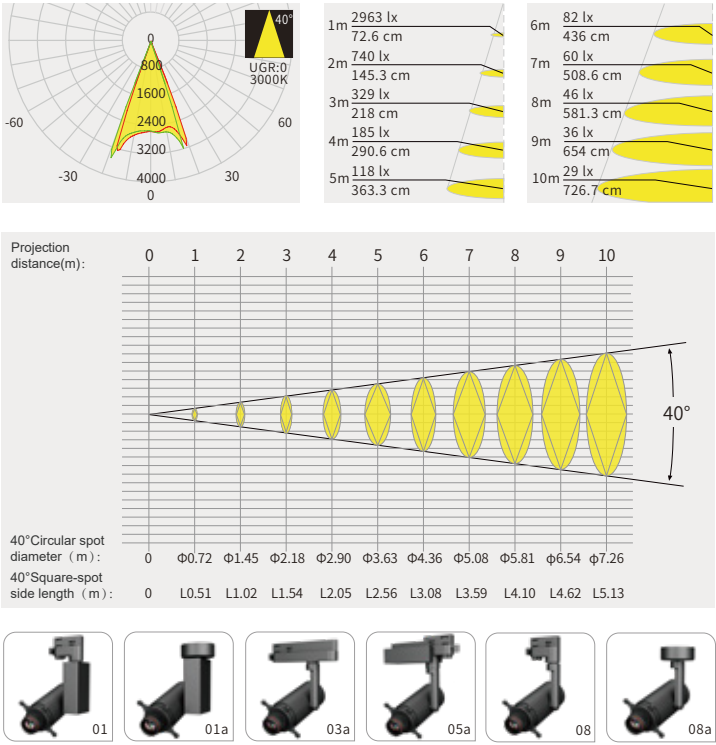 0
800
1600
2400
3200
4000
0
-60
-30
30
60
40°
UGR:0
3000K
1m 2963 lx
72.6 cm
2m 740 lx
145.3 cm
3m 329 lx
218 cm
4m 185 lx
290.6 cm
5m 118 lx
363.3 cm
6m 82 lx
436 cm
7m 60 lx
508.6 cm
8m 46 lx
581.3 cm
9m 36 lx
654 cm
10m 29 lx
726.7 cm
Projection
distance(m): 0 1 2 3 4 5 6 7 8 9 10
40°
40°Circular spot
diameter（m）: 0 Φ0.72 Φ1.45 Φ2.18 Φ2.90 Φ3.63 Φ4.36 Φ5.08 Φ5.81 Φ6.54 Φ7.26
40°Square-spot
side length（m）: 0 L0.51 L1.02 L1.54 L2.05 L2.56 L3.08 L3.59 L4.10 L4.62 L5.13
01 01a 03a 05a 08 08a